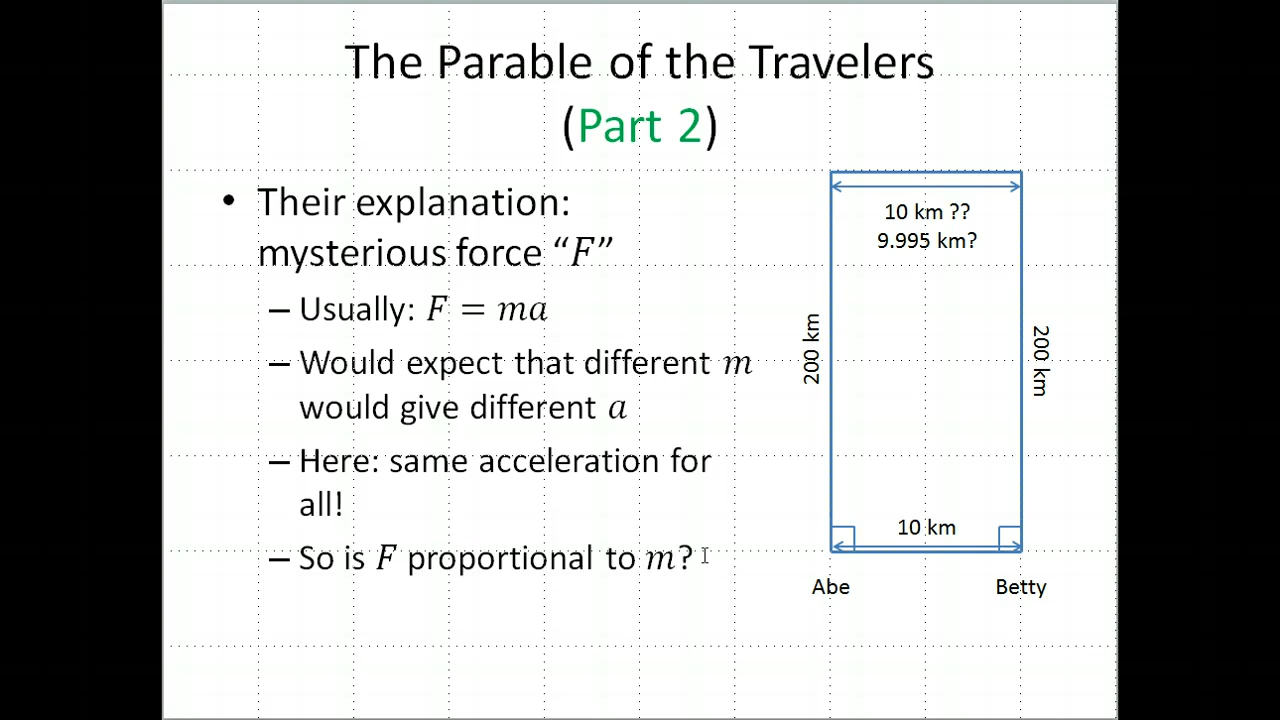 The Parable of the Travelers
(Part 2)
• Their explanation:
mysterious force “F”
– Usually: F = ma
– Would expect that different m
would give different a
– Here: same acceleration for
all!
– So is F proportional to m?
10 km ??
9.995 km?
200 km
200 km
10 km
Abe
Betty